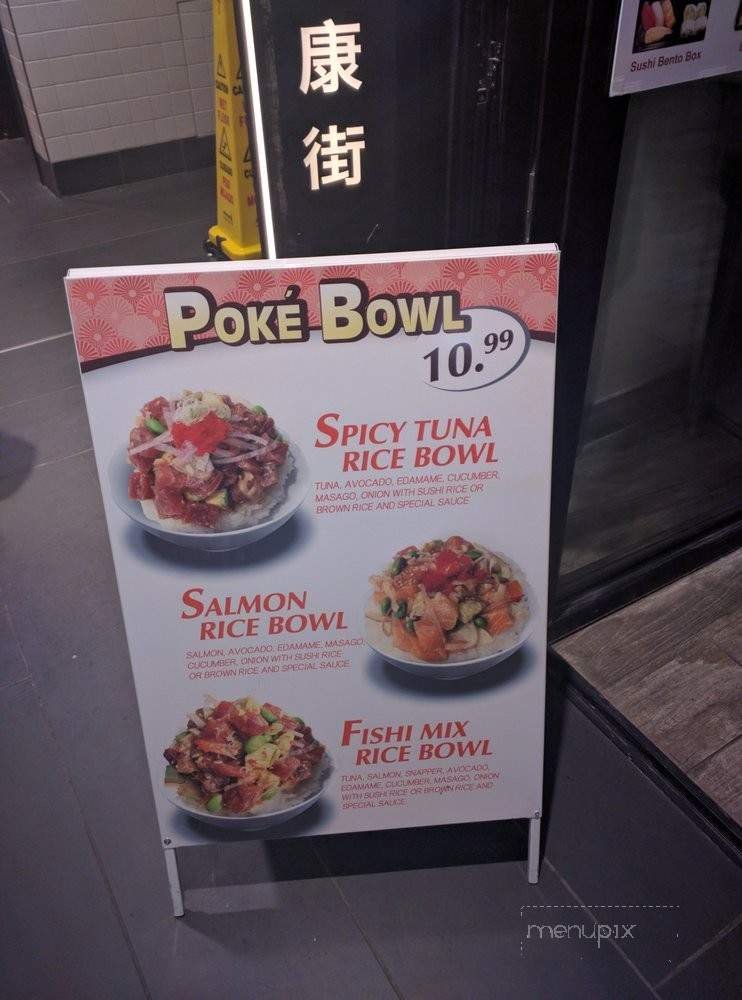 康
街
Sushi Bento Box
CAUTION
POKÉ BOWL
10.99
SPICY TUNA
RICE BOWL
TUNA, AVOCADO, EDAMAME, CUCUMBER,
MASAGO, ONION WITH SUSHI RICE OR
BROWN RICE AND SPECIAL SAUCE
SALMON
RICE BOWL
SALMON, AVOCADO, EDAMAME, MASAGO,
CUCUMBER, ONION WITH SUSHI RICE
OR BROWN RICE AND SPECIAL SAUCE
FISHI MIX
RICE BOWL
TUNA, SALMON, SNAPPER, AVOCADO,
EDAMAME, CUCUMBER, MASAGO, ONION
WITH SUSHI RICE OR BROWN RICE AND
SPECIAL SAUCE
menupix